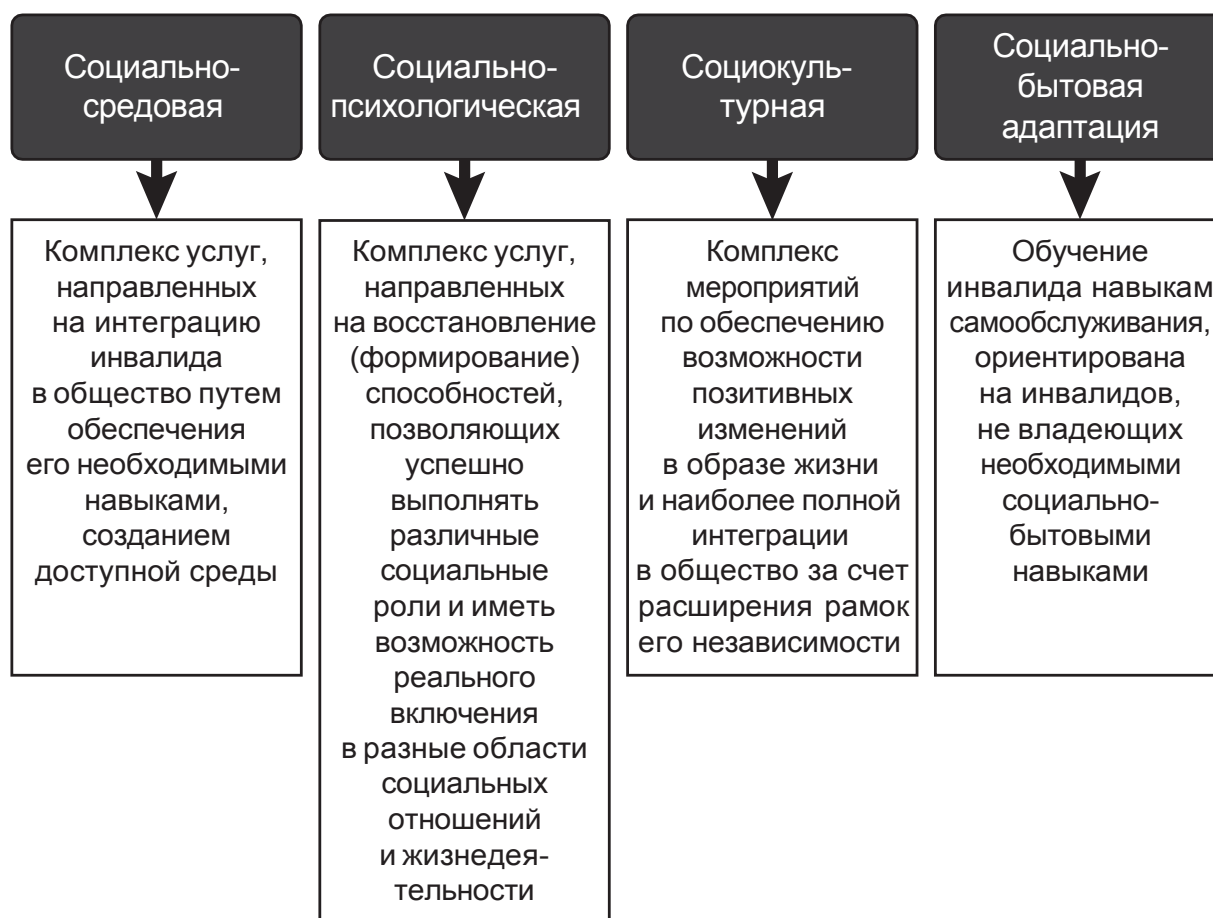 Социально-
средовая
Комплекс услуг,
направленных
на интеграцию
инвалида
в общество путем
обеспечения
его необходимыми
навыками,
созданием
доступной среды
Социально-
психологическая
Комплекс услуг,
направленных
на восстановление
(формирование)
способностей,
позволяющих
успешно
выполнять
различные
социальные
роли и иметь
возможность
реального
включения
в разные области
социальных
отношений
и жизнедея-
тельности
Социокуль-
турная
Комплекс
мероприятий
по обеспечению
возможности
позитивных
изменений
в образе жизни
и наиболее полной
интеграции
в общество за счет
расширения рамок
его независимости
Социально-
бытовая
адаптация
Обучение
инвалида навыкам
самообслуживания,
ориентирована
на инвалидов,
не владеющих
необходимыми
социально-
бытовыми
навыками